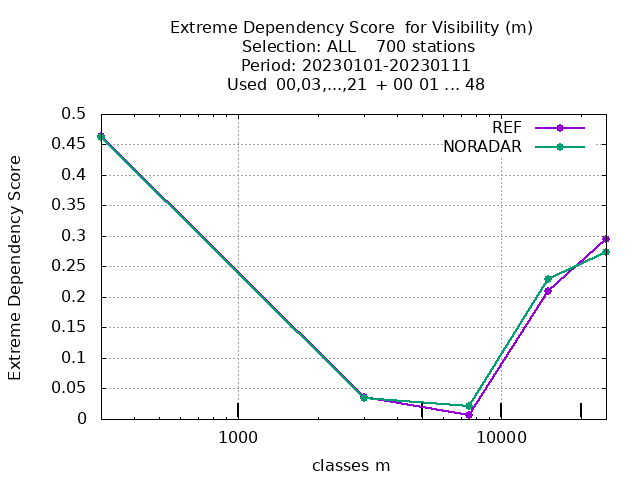 Extreme Dependency Score  for Visibility (m)
Selection: ALL    700 stations
Period: 20230101-20230111
Used  00,03,...,21  + 00 01 ... 48
0.5
0.45
0.4
0.35
0.3
0.25
0.2
0.15
0.1
0.05
0
REF
NORADAR
Extreme Dependency Score
1000
10000
classes m